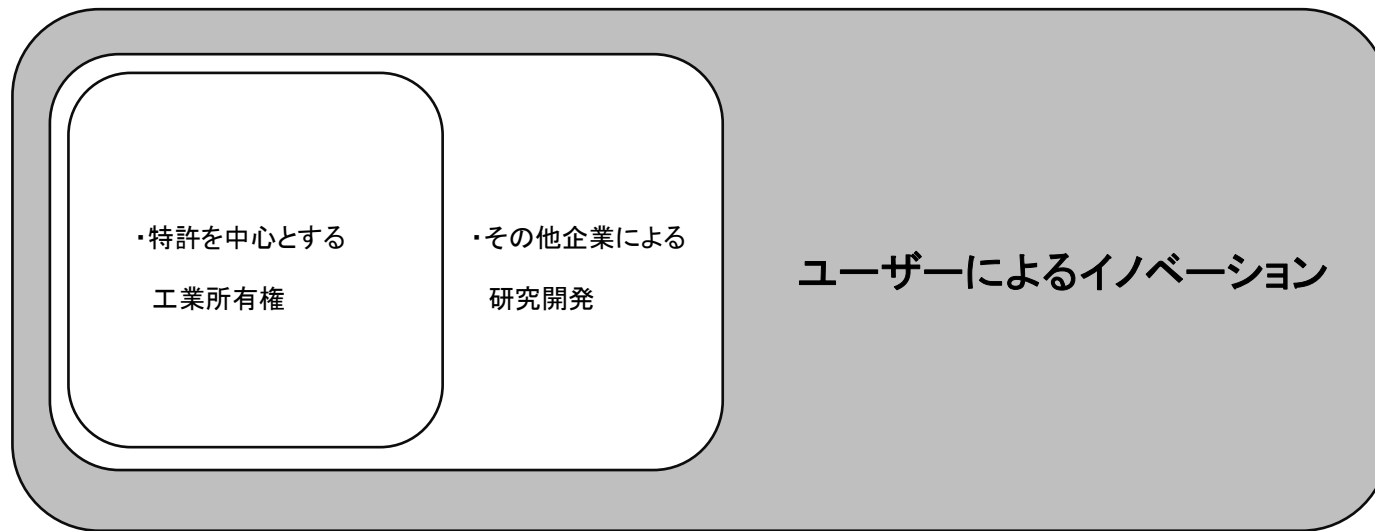 ・特許を中心とする
工業所有権
・その他企業による
研究開発
ユーザーによるイノベーション